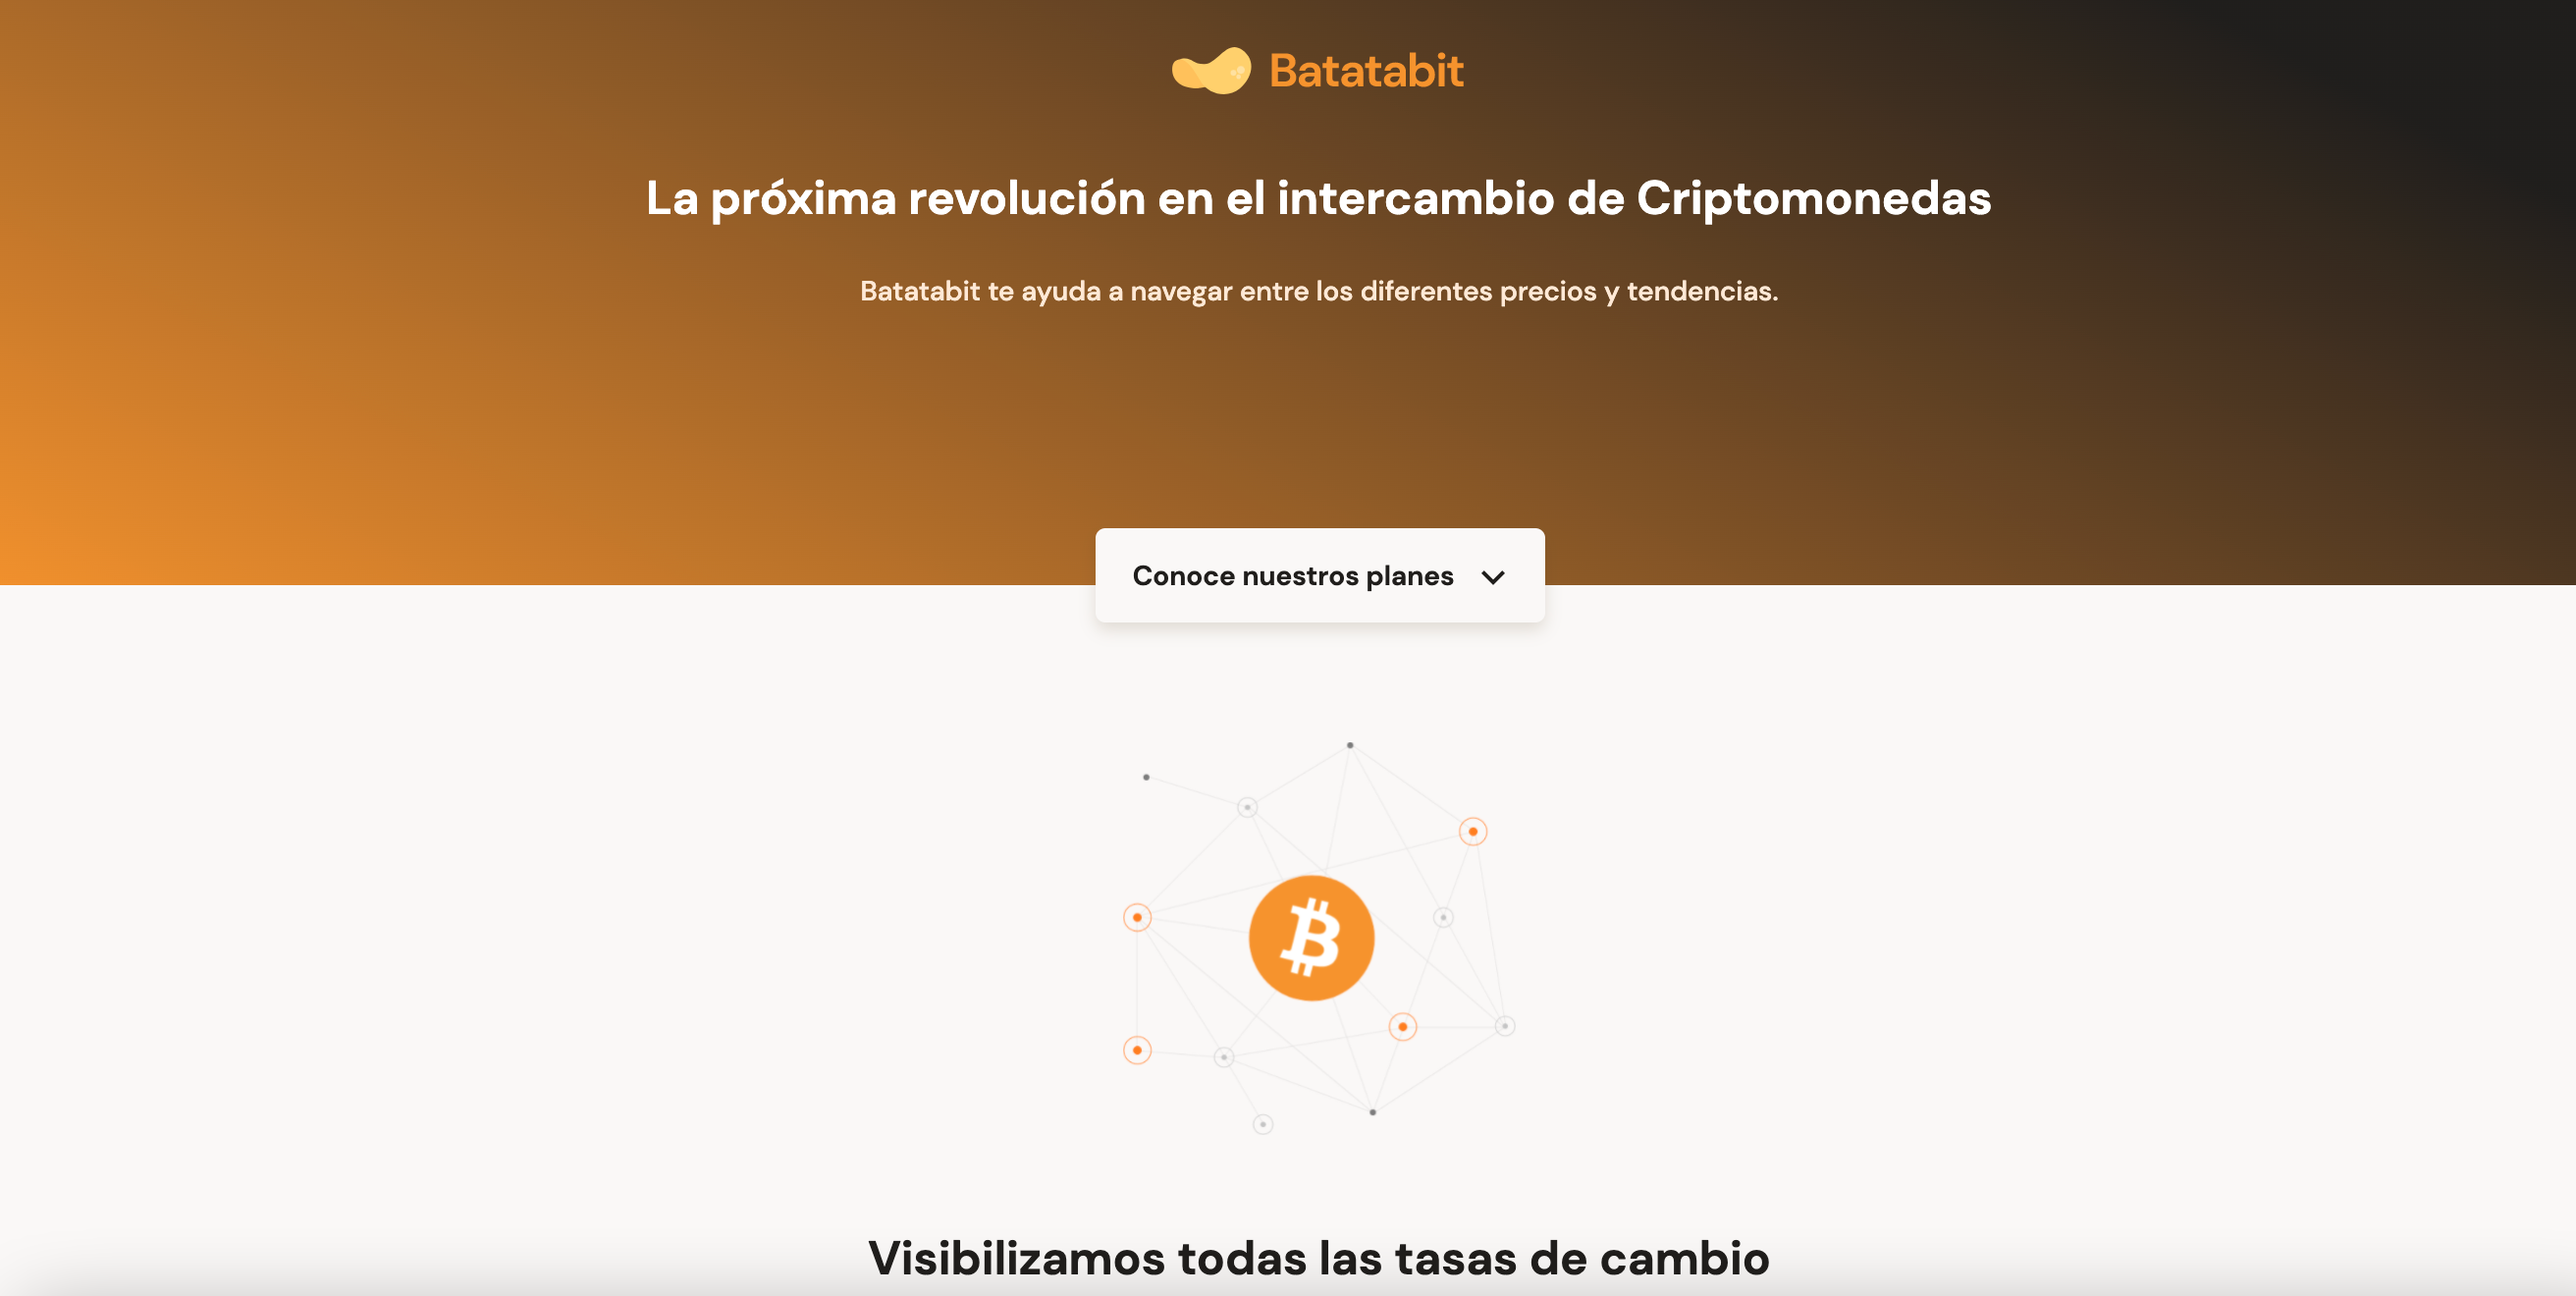 Batatabit
La próxima revolución en el intercambio de Criptomonedas
Batatabit te ayuda a navegar entre los diferentes precios y tendencias.
Conoce nuestros planes
Visibilizamos todas las tasas de cambio